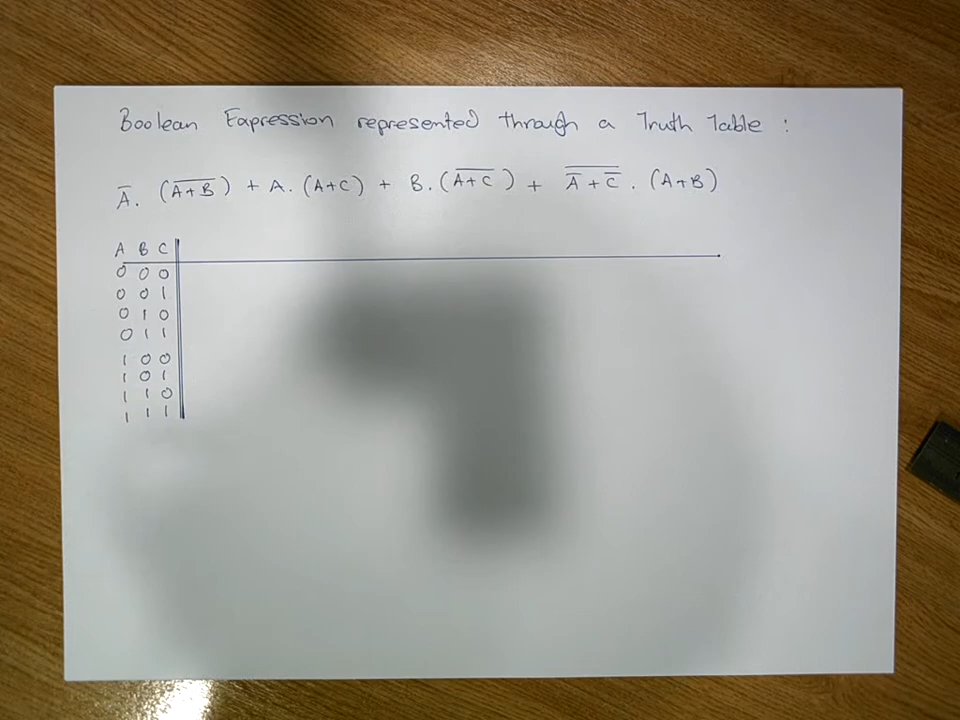 Boolean Expression represented through a Truth Table :
A̅. (A̅+̅B̅) + A. (A+C) + B. (A̅+̅C̅) + A̿ ̅+̅ C̿ . (A+B)
A B C
0 0 0
0 0 1
0 1 0
0 1 1
1 0 0
1 0 1
1 1 0
1 1 1